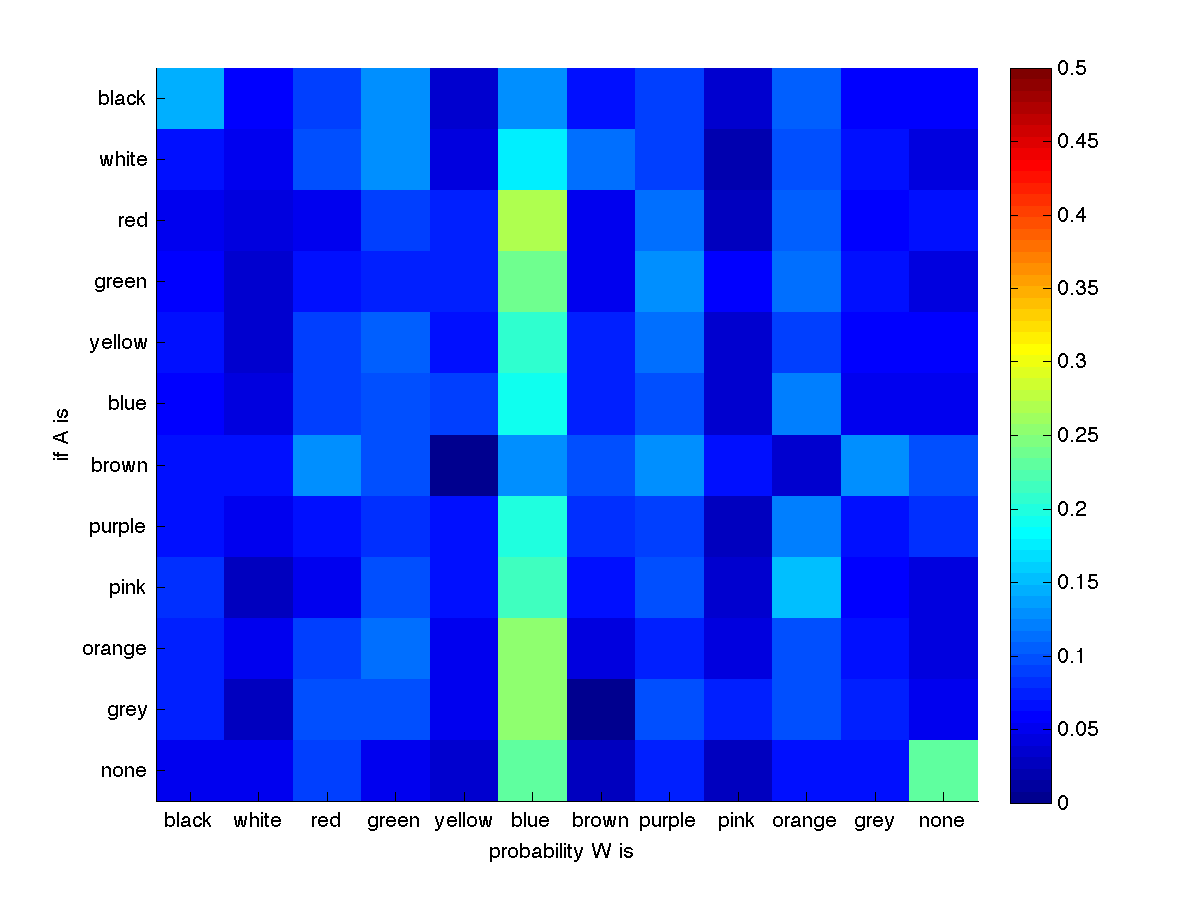 black
white
red
green
yellow
blue
brown
purple
pink
orange
grey
none
if A is
black white red green yellow blue brown purple pink orange grey none
probability W is
0.5
0.45
0.4
0.35
0.3
0.25
0.2
0.15
0.1
0.05
0